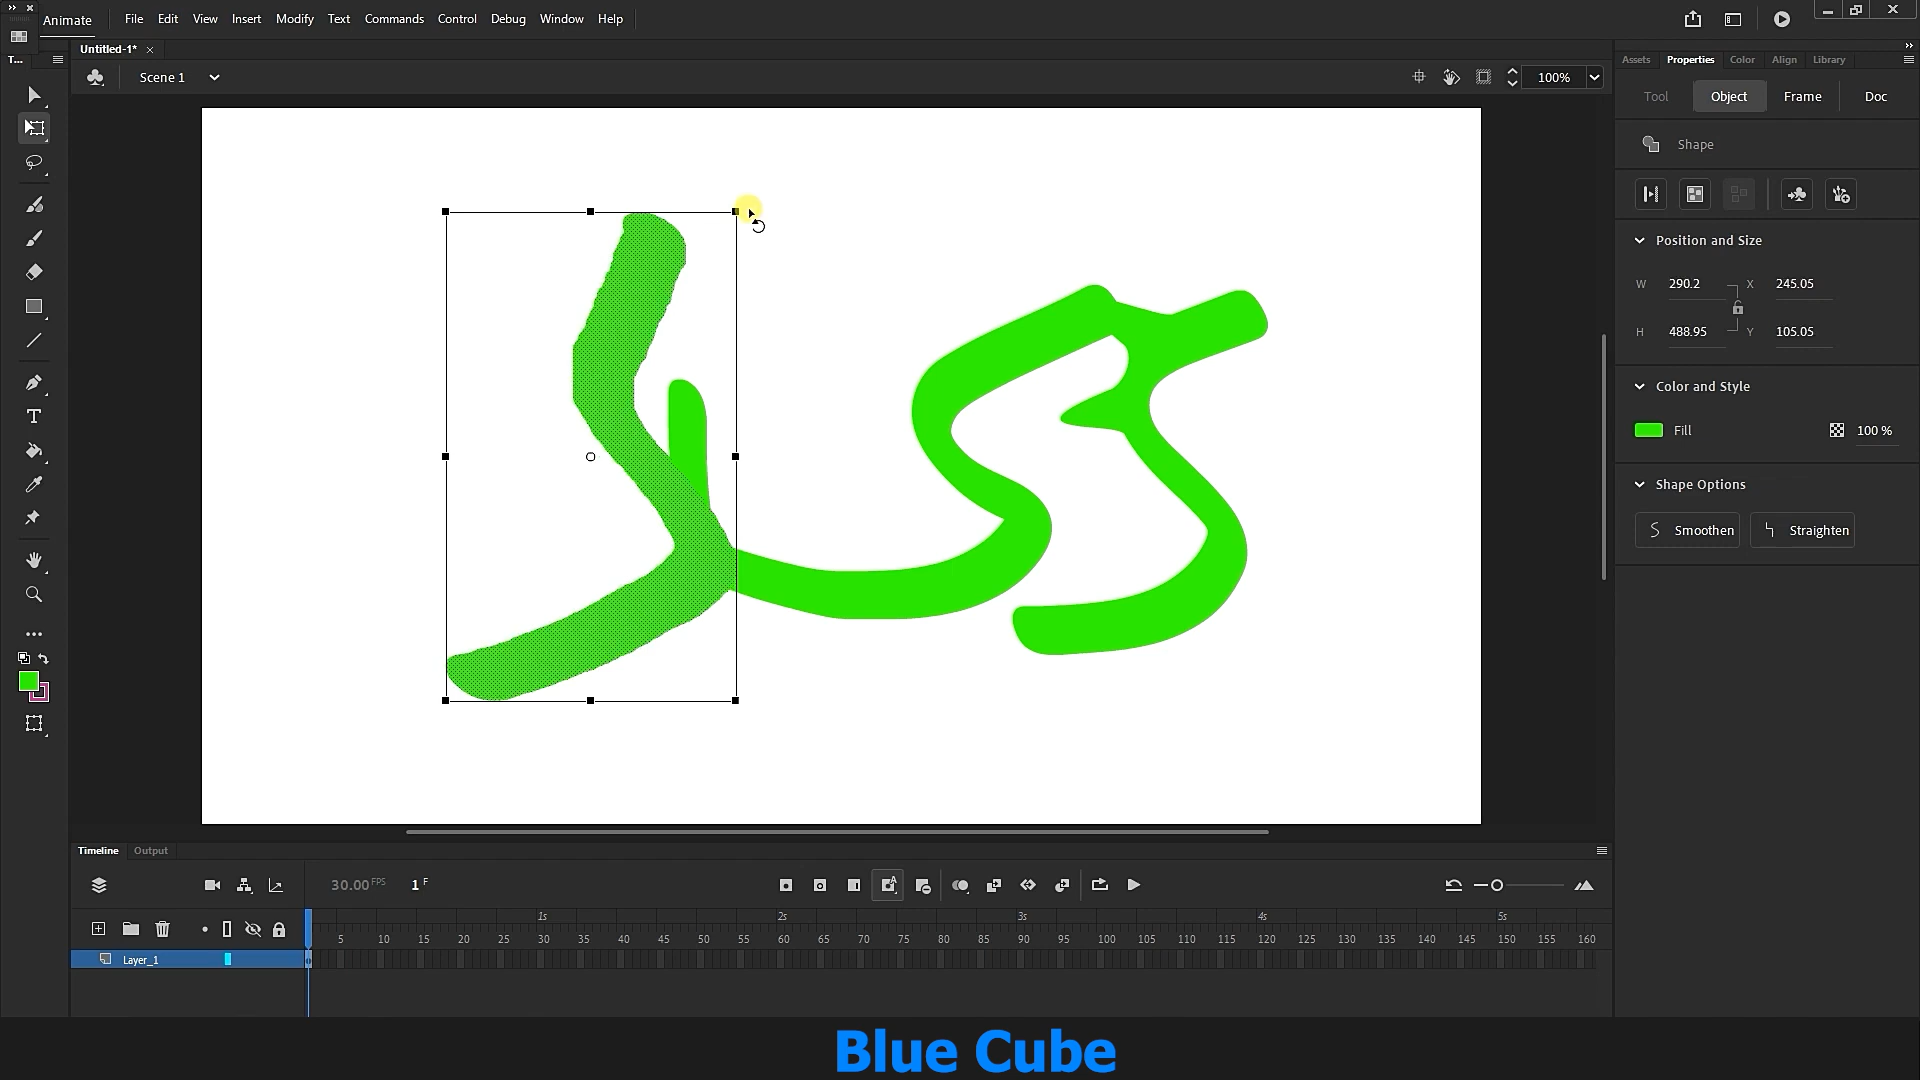 Animate File Edit View Insert Modify Text Commands Control Debug Window Help
T...
Untitled-1*
Scene 1
100%
Assets Properties Color Align Library
Tool Object Frame Doc
Shape
Position and Size
W 290.2 X 245.05
H 488.95 Y 105.05
Color and Style
Fill 100 %
Shape Options
Smoothen Straighten
Timeline Output
30.00 FPS 1 F
1s 2s 3s 4s 5s
5 10 15 20 25 30 35 40 45 50 55 60 65 70 75 80 85 90 95 100 105 110 115 120 125 130 135 140 145 150 155 160
Layer_1
Blue Cube